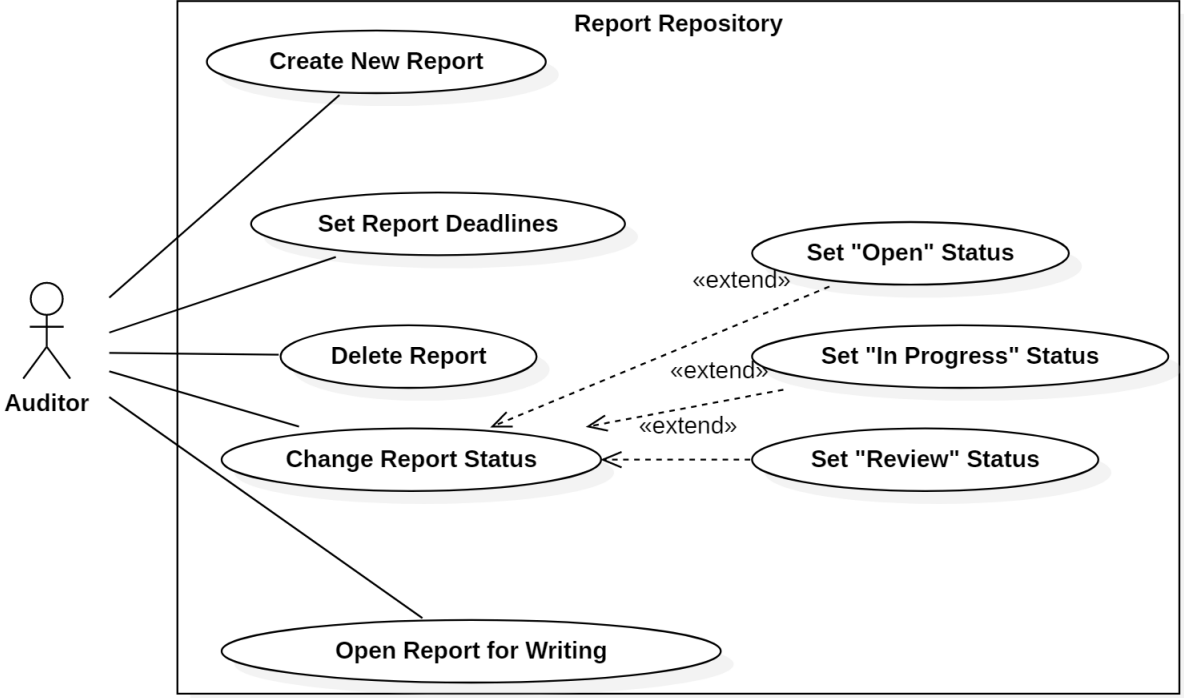 Report Repository
Create New Report
Set Report Deadlines
Set "Open" Status
«extend»
Delete Report
Set "In Progress" Status
«extend»
Auditor
«extend»
Change Report Status
Set "Review" Status
Open Report for Writing